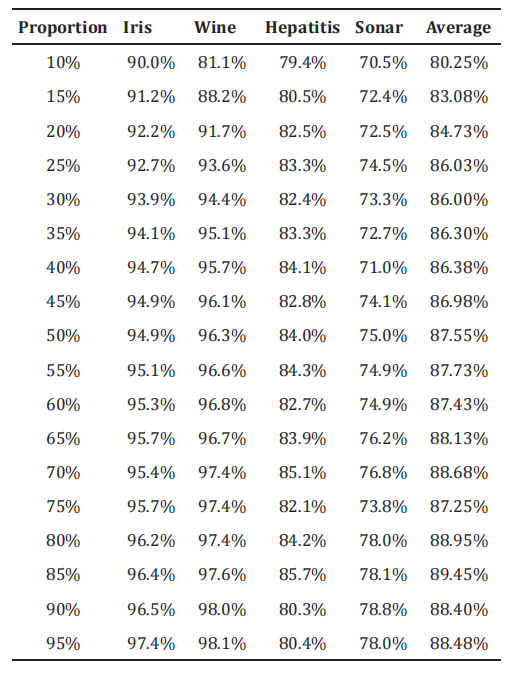 Proportion Iris Wine Hepatitis Sonar Average
10% 90.0% 81.1% 79.4% 70.5% 80.25%
15% 91.2% 88.2% 80.5% 72.4% 83.08%
20% 92.2% 91.7% 82.5% 72.5% 84.73%
25% 92.7% 93.6% 83.3% 74.5% 86.03%
30% 93.9% 94.4% 82.4% 73.3% 86.00%
35% 94.1% 95.1% 83.3% 72.7% 86.30%
40% 94.7% 95.7% 84.1% 71.0% 86.38%
45% 94.9% 96.1% 82.8% 74.1% 86.98%
50% 94.9% 96.3% 84.0% 75.0% 87.55%
55% 95.1% 96.6% 84.3% 74.9% 87.73%
60% 95.3% 96.8% 82.7% 74.9% 87.43%
65% 95.7% 96.7% 83.9% 76.2% 88.13%
70% 95.4% 97.4% 85.1% 76.8% 88.68%
75% 95.7% 97.4% 82.1% 73.8% 87.25%
80% 96.2% 97.4% 84.2% 78.0% 88.95%
85% 96.4% 97.6% 85.7% 78.1% 89.45%
90% 96.5% 98.0% 80.3% 78.8% 88.40%
95% 97.4% 98.1% 80.4% 78.0% 88.48%